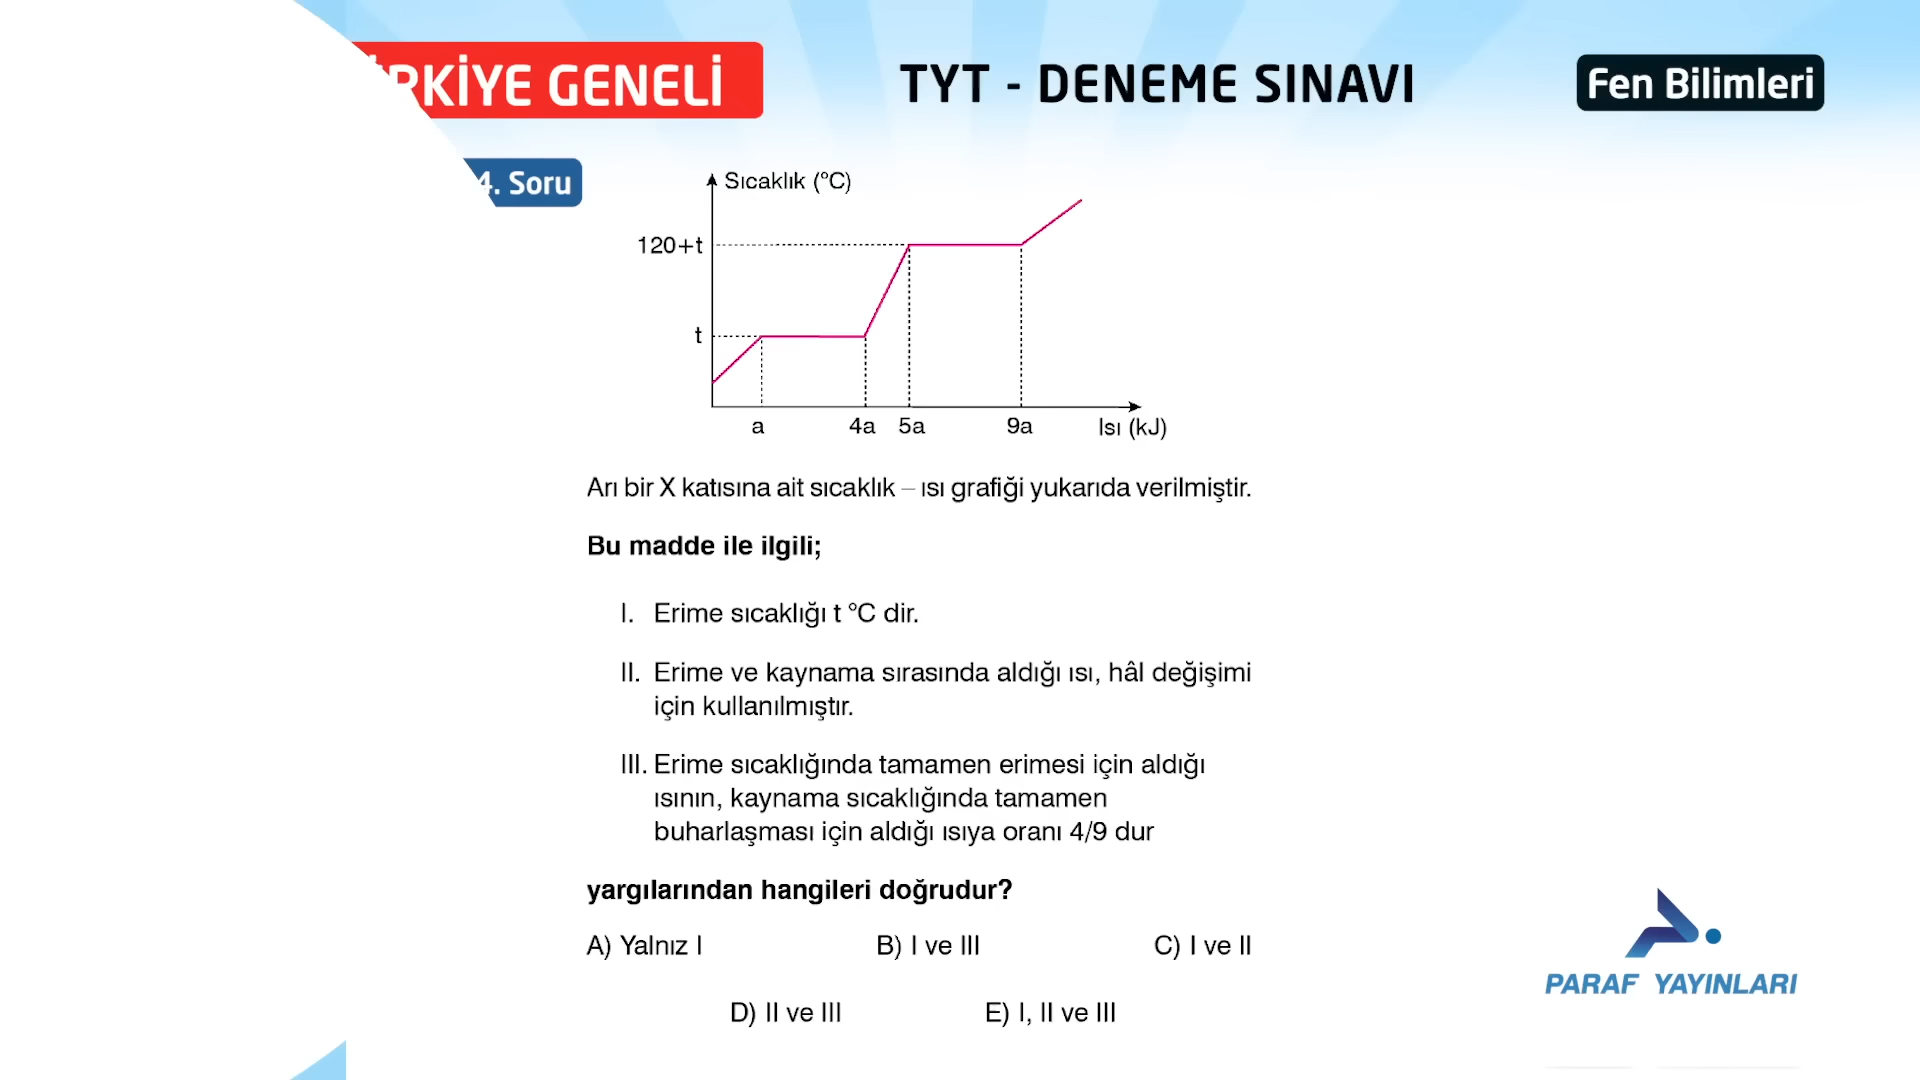 RKİYE GENELİ
TYT - DENEME SINAVI
Fen Bilimleri
4. Soru
Sıcaklık (°C)
120+t
t
a 4a 5a 9a Isı (kJ)
Arı bir X katısına ait sıcaklık – ısı grafiği yukarıda verilmiştir.
Bu madde ile ilgili;
I. Erime sıcaklığı t °C dir.
II. Erime ve kaynama sırasında aldığı ısı, hâl değişimi
için kullanılmıştır.
III. Erime sıcaklığında tamamen erimesi için aldığı
ısının, kaynama sıcaklığında tamamen
buharlaşması için aldığı ısıya oranı 4/9 dur
yargılarından hangileri doğrudur?
A) Yalnız I B) I ve III C) I ve II
D) II ve III E) I, II ve III
PARAF YAYINLARI